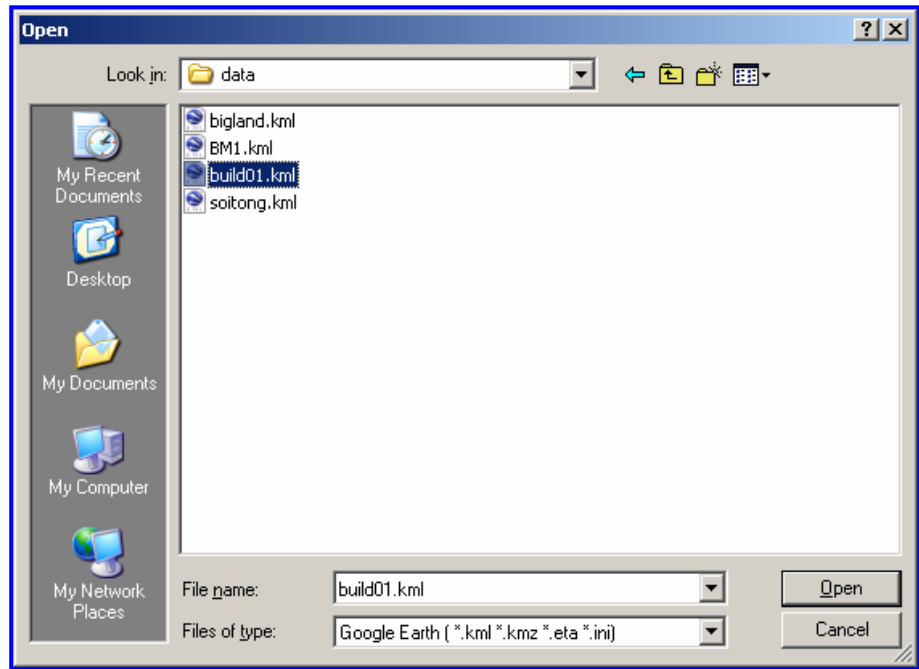 Open
Look in: data
bigland.kml
BM1.kml
build01.kml
soitong.kml
My Recent
Documents
Desktop
My Documents
My Computer
My Network
Places
File name: build01.kml Open
Files of type: Google Earth ( *.kml *.kmz *.eta *.ini) Cancel